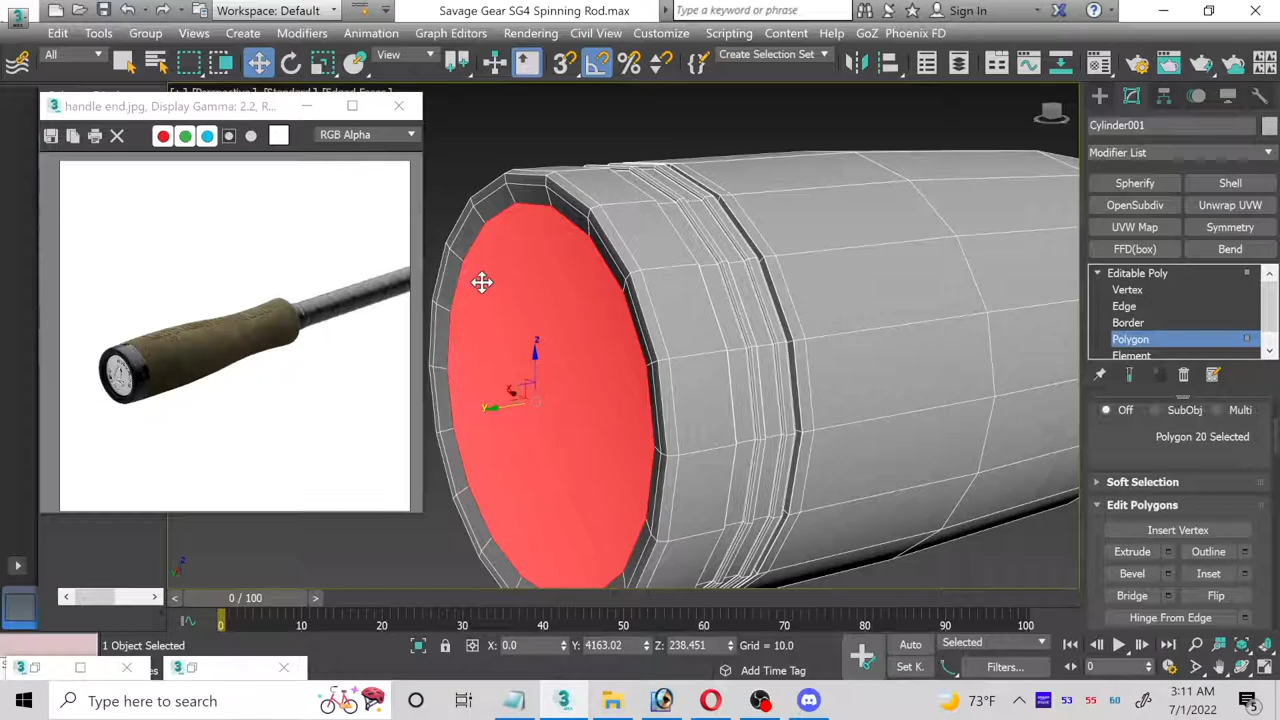 Workspace: Default
Savage Gear SG4 Spinning Rod.max
Type a keyword or phrase
Sign In
Edit Tools Group Views Create Modifiers Animation Graph Editors Rendering Civil View Customize Scripting Content Help GoZ Phoenix FD
All
View
Create Selection Set
handle end.jpg, Display Gamma: 2.2, R...
RGB Alpha
Cylinder001
Modifier List
Spherify Shell
OpenSubdiv Unwrap UVW
UVW Map Symmetry
FFD(box) Bend
Editable Poly
Vertex
Edge
Border
Polygon
Element
Off SubObj Multi
Polygon 20 Selected
Soft Selection
Edit Polygons
Insert Vertex
Extrude Outline
Bevel Inset
Bridge Flip
Hinge From Edge
x
y
z
0 / 100
0 10 20 30 40 50 60 70 80 90 100
1 Object Selected
X: 0.0 Y: 4163.02 Z: 238.451 Grid = 10.0
Auto Selected
Add Time Tag
Set K. Filters... 0
Type here to search
73°F
53 55 60
3:11 AM
7/1/2022
5